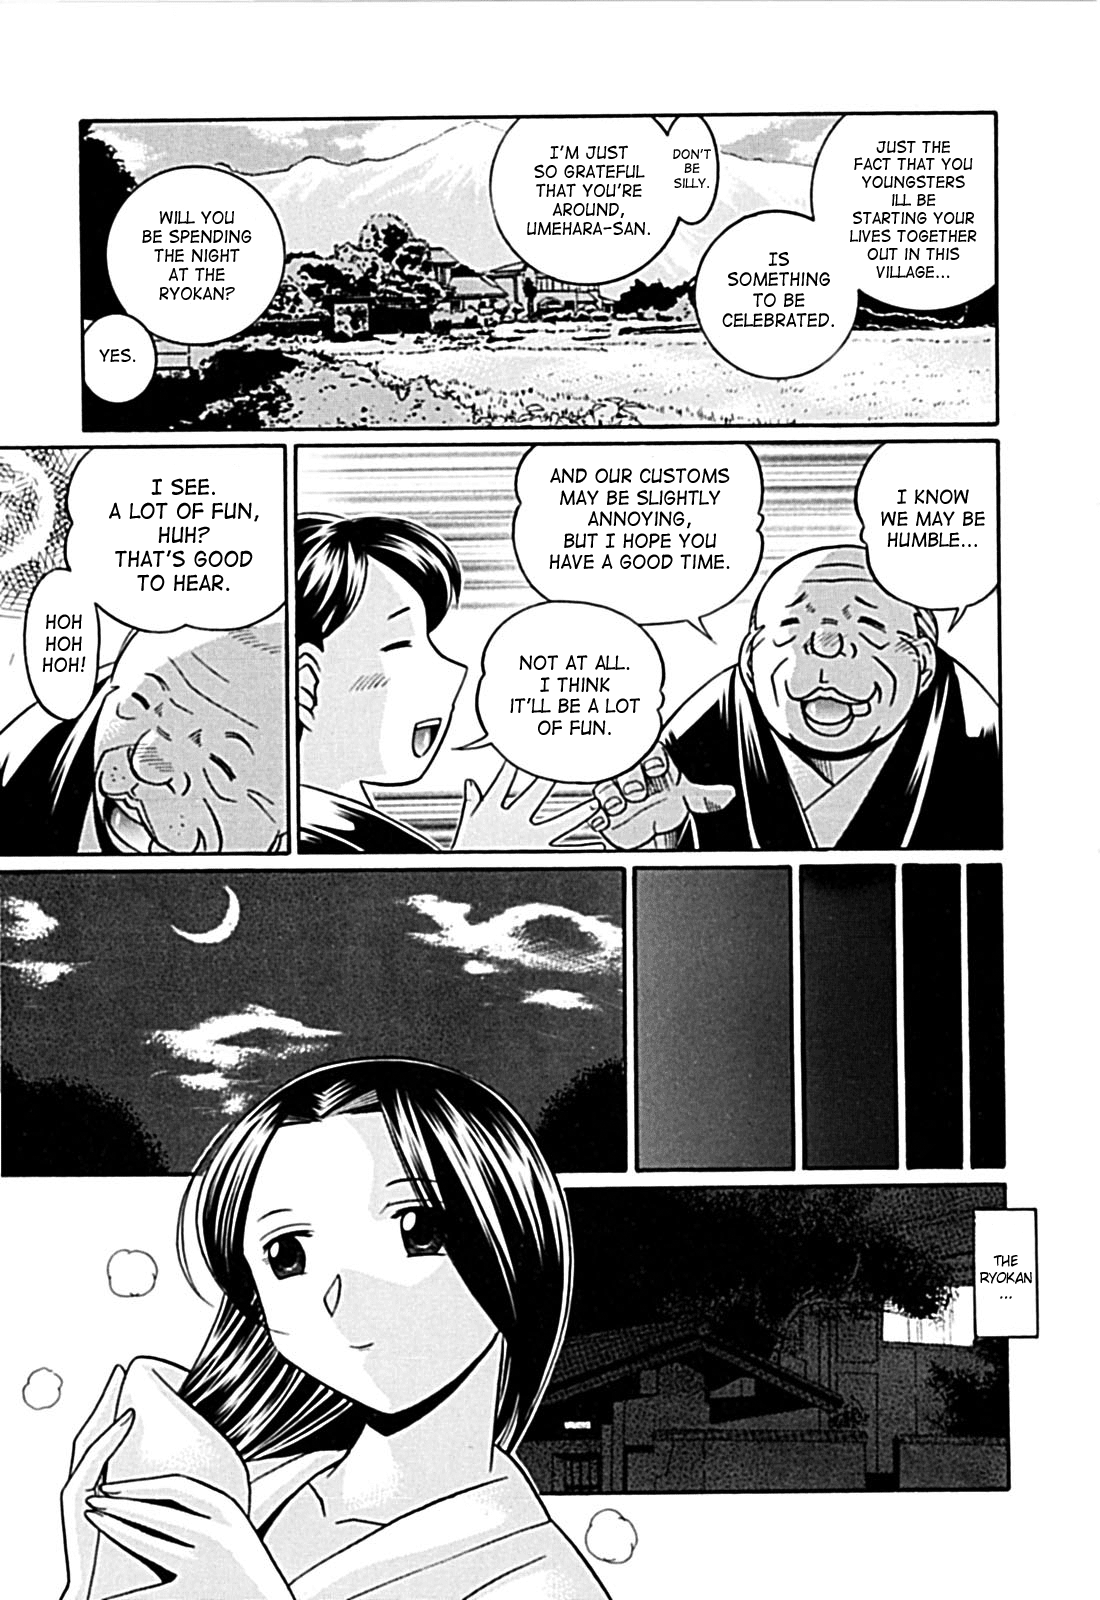 JUST THE
FACT THAT YOU
YOUNGSTERS
ILL BE
STARTING YOUR
LIVES TOGETHER
OUT IN THIS
VILLAGE...
IS
SOMETHING
TO BE
CELEBRATED.
DON'T
BE
SILLY.
I'M JUST
SO GRATEFUL
THAT YOU'RE
AROUND,
UMEHARA-SAN.
WILL YOU
BE SPENDING
THE NIGHT
AT THE
RYOKAN?
YES.
I KNOW
WE MAY BE
HUMBLE...
AND OUR CUSTOMS
MAY BE SLIGHTLY
ANNOYING,
BUT I HOPE YOU
HAVE A GOOD TIME.
NOT AT ALL.
I THINK
IT'LL BE A LOT
OF FUN.
I SEE.
A LOT OF FUN,
HUH?
THAT'S GOOD
TO HEAR.
HOH
HOH
HOH!
THE
RYOKAN
...